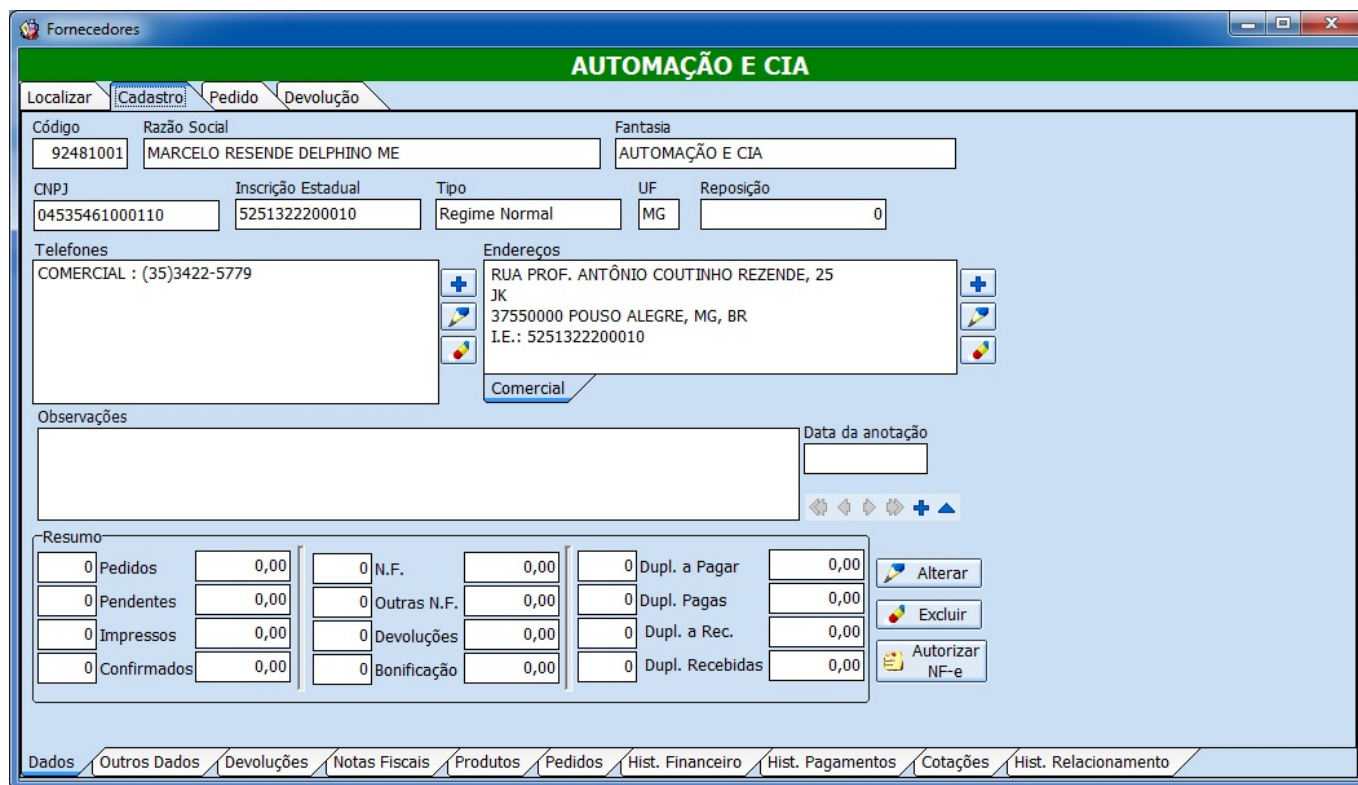 Fornecedores
AUTOMAÇÃO E CIA
Localizar Cadastro Pedido Devolução
Código Razão Social Fantasia
92481001 MARCELO RESENDE DELPHINO ME AUTOMAÇÃO E CIA
CNPJ Inscrição Estadual Tipo UF Reposição
04535461000110 5251322200010 Regime Normal MG 0
Telefones Endereços
COMERCIAL : (35)3422-5779
RUA PROF. ANTÔNIO COUTINHO REZENDE, 25
JK
37550000 POUSO ALEGRE, MG, BR
I.E.: 5251322200010
Comercial
Observações
Data da anotação
Resumo
0 Pedidos 0,00 0 N.F. 0,00 0 Dupl. a Pagar 0,00 Alterar
0 Pendentes 0,00 0 Outras N.F. 0,00 0 Dupl. Pagas 0,00 Excluir
0 Impressos 0,00 0 Devoluções 0,00 0 Dupl. a Rec. 0,00
0 Confirmados 0,00 0 Bonificação 0,00 0 Dupl. Recebidas 0,00
Autorizar
NF-e
Dados Outros Dados Devoluções Notas Fiscais Produtos Pedidos Hist. Financeiro Hist. Pagamentos Cotações Hist. Relacionamento